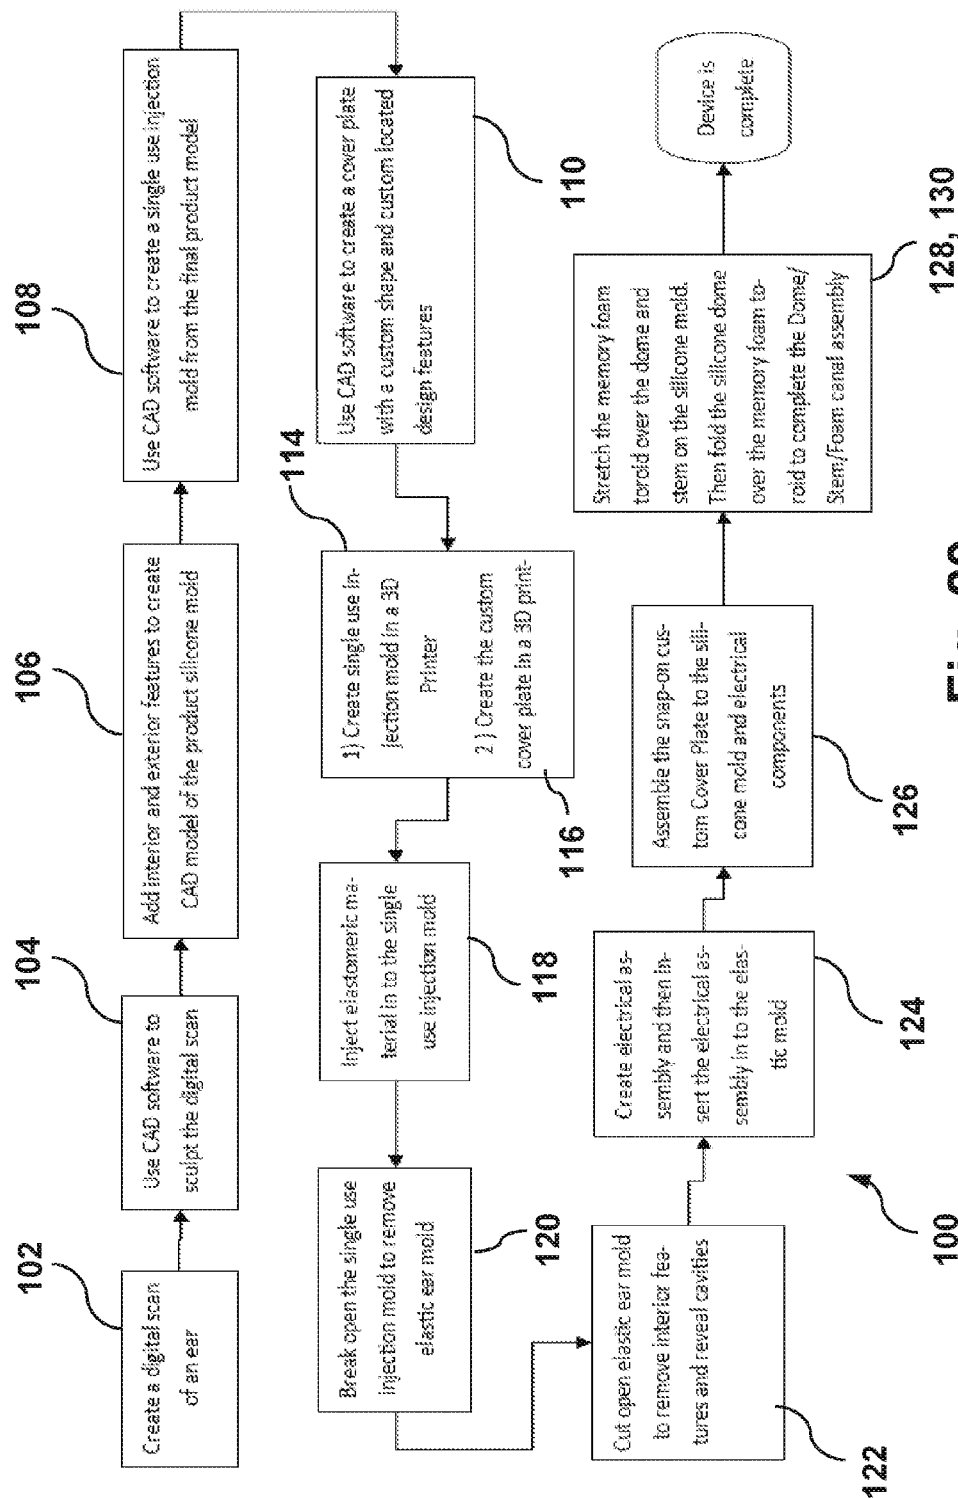 102
Create a digital scan
of an ear
104
Use CAD software to
sculpt the digital scan
106
Add interior and exterior features to create
CAD model of the product silicone mold
108
Use CAD software to create a single use injection
mold from the final product model
Use CAD software to create a cover plate
with a custom shape and custom located
design features
110
114
1) Create single use in-
jection mold in a 3D
Printer
2 ) Create the custom
cover plate in a 3D print-
116
Inject elastomeric ma-
terial in to the single
use injection mold
118
Break open the single use
injection mold to remove
elastic ear mold
120
Cut open elastic ear mold
to remove interior fea-
tures and reveal cavities
122
Create electrical as-
sembly and then in-
sert the electrical as-
sembly in to the elas-
tic mold
124
Assemble the snap-on cus-
tom Cover Plate to the sili-
cone mold and electrical
components
126
Stretch the memory foam
toroid over the dome and
stem on the silicone mold.
Then fold the silicone dome
over the memory foam to-
roid to complete the Dome/
Stem/Foam canal assembly
128, 130
Device is
complete
100